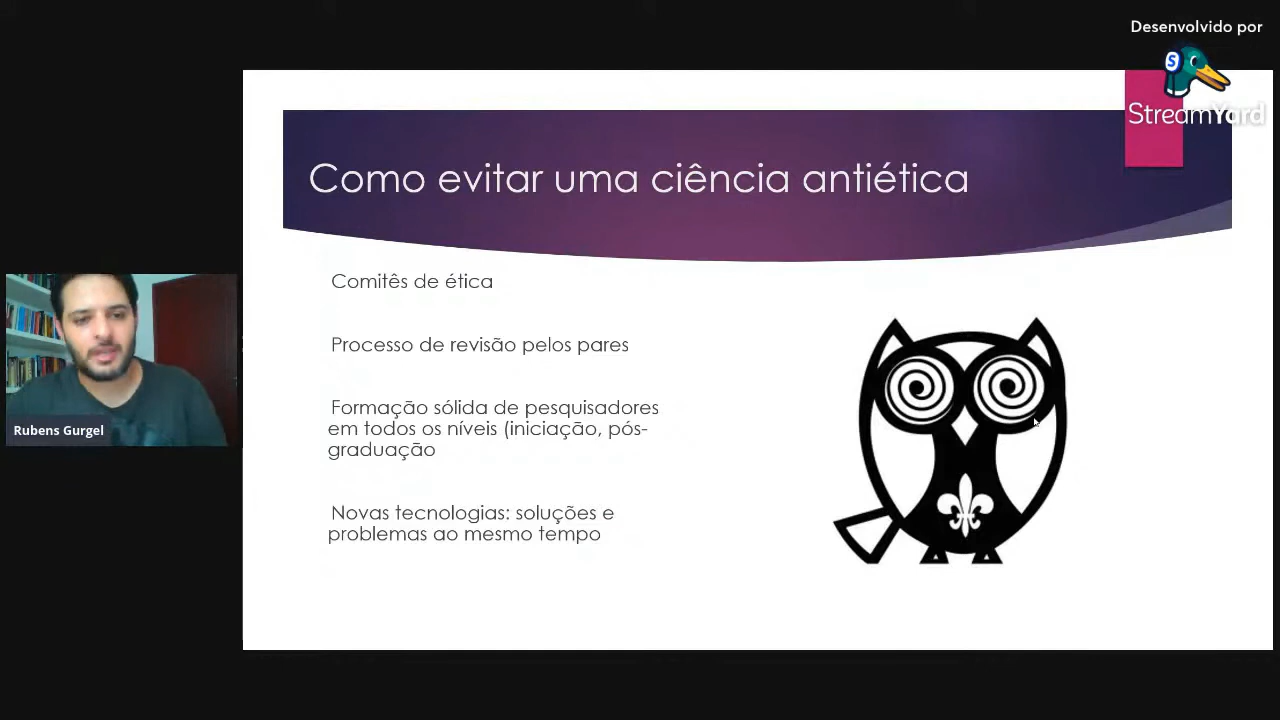 Desenvolvido por
S
StreamYard
Como evitar uma ciência antiética
Comitês de ética
Processo de revisão pelos pares
Formação sólida de pesquisadores
em todos os níveis (iniciação, pós-
graduação
Novas tecnologias: soluções e
problemas ao mesmo tempo
Rubens Gurgel